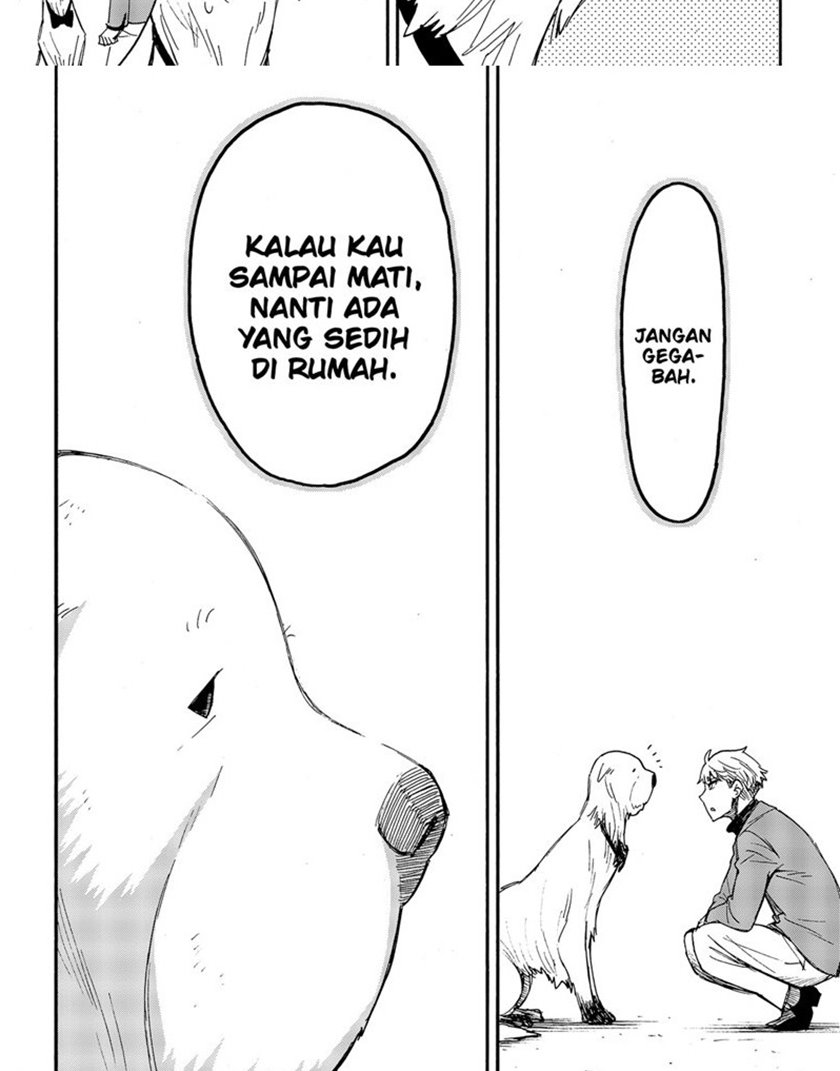 JANGAN
GEGA-
BAH.
KALAU KAU
SAMPAI MATI,
NANTI ADA
YANG SEDIH
DI RUMAH.